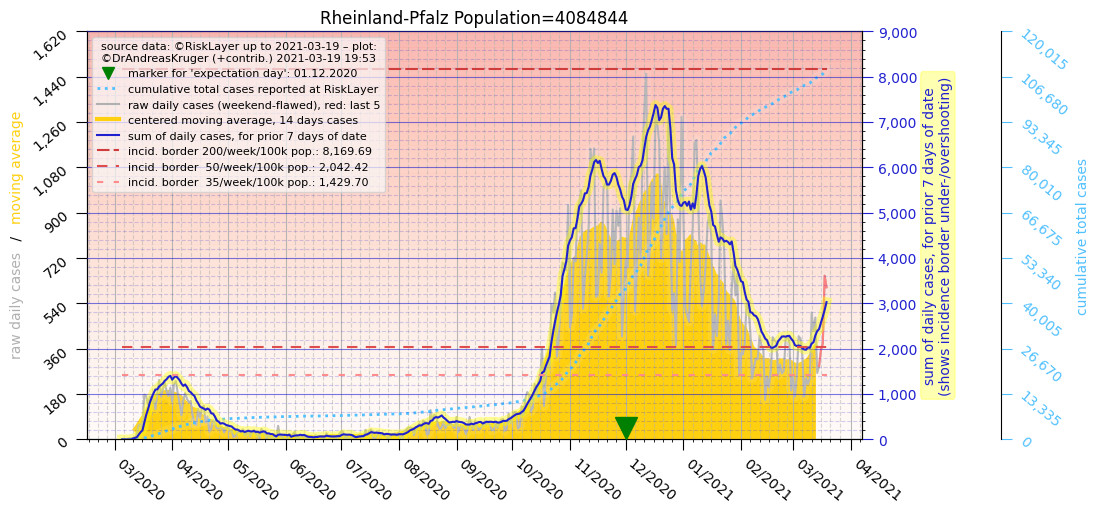 Rheinland-Pfalz Population=4084844
source data: ©RiskLayer up to 2021-03-19 – plot:
©DrAndreasKruger (+contrib.) 2021-03-19 19:53
marker for 'expectation day': 01.12.2020
cumulative total cases reported at RiskLayer
raw daily cases (weekend-flawed), red: last 5
centered moving average, 14 days cases
sum of daily cases, for prior 7 days of date
incid. border 200/week/100k pop.: 8,169.69
incid. border  50/week/100k pop.: 2,042.42
incid. border  35/week/100k pop.: 1,429.70
raw daily cases / moving average
1,620
1,440
1,260
1,080
900
720
540
360
180
0
03/2020
04/2020
05/2020
06/2020
07/2020
08/2020
09/2020
10/2020
11/2020
12/2020
01/2021
02/2021
03/2021
04/2021
9,000
8,000
7,000
6,000
5,000
4,000
3,000
2,000
1,000
0
sum of daily cases, for prior 7 days of date
(shows incidence border under-/overshooting)
120,015
106,680
93,345
80,010
66,675
53,340
40,005
26,670
13,335
0
cumulative total cases